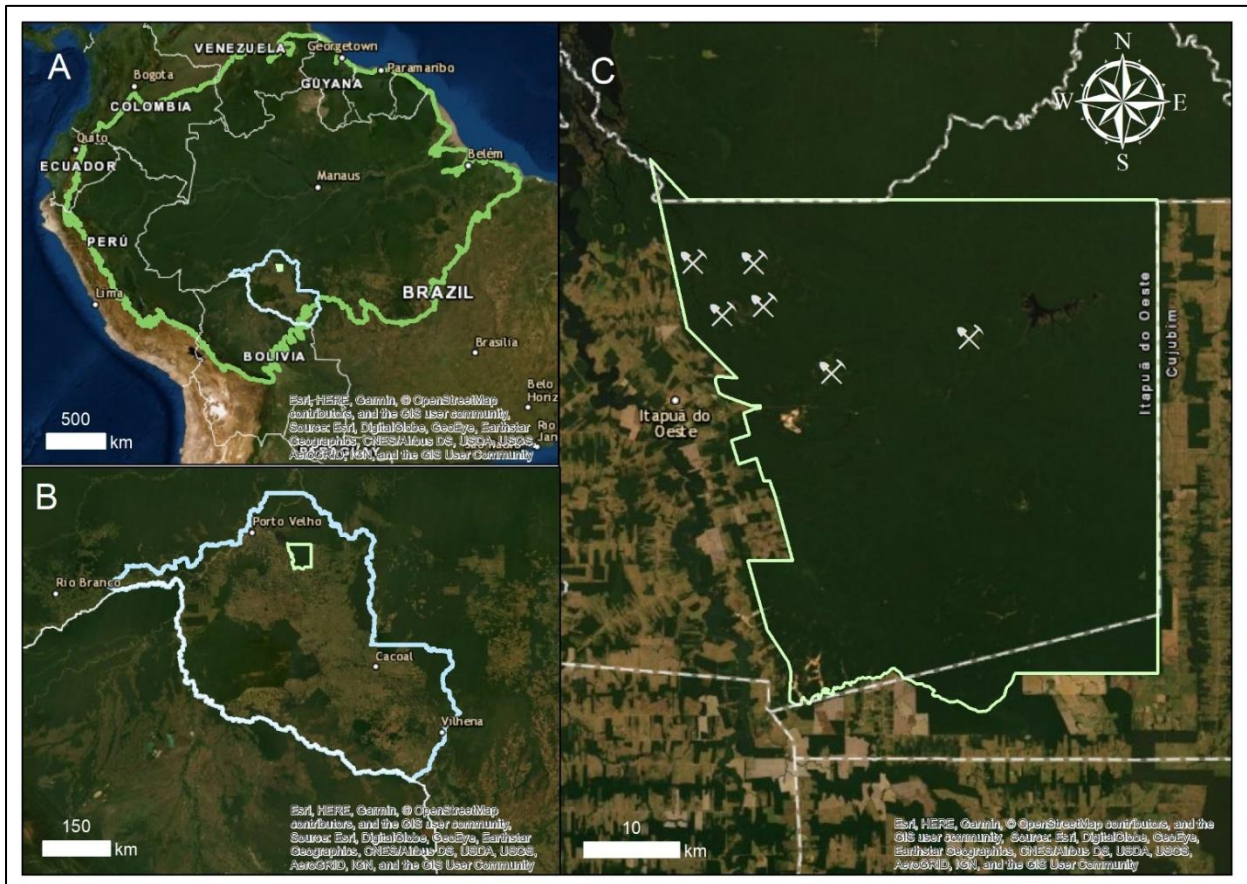 A
VENEZUELA
Georgetown
Paramaribo
Bogota
GUYANA
COLOMBIA
Quito
ECUADOR
Belém
Manaus
PERÚ
Lima
BRAZIL
BOLIVIA
Brasilia
Belo
Horiz
Rio
Jan
500
km
Esri, HERE, Garmin, © OpenStreetMap
contributors, and the GIS user community,
Source: Esri, DigitalGlobe, GeoEye, Earthstar
Geographics, CNES/Airbus DS, USDA, USGS,
AeroGRID, IGN, and the GIS User Community
B
Porto Velho
Rio Branco
Cacoal
Vilhena
150
km
Esri, HERE, Garmin, © OpenStreetMap
contributors, and the GIS user community,
Source: Esri, DigitalGlobe, GeoEye, Earthstar
Geographics, CNES/Airbus DS, USDA, USGS,
AeroGRID, IGN, and the GIS User Community
C
N
W
E
S
Itapuã do Oeste
Cujubim
Itapuã do
Oeste
10
km
Esri, HERE, Garmin, © OpenStreetMap contributors, and the
GIS user community, Source: Esri, DigitalGlobe, GeoEye,
Earthstar Geographics, CNES/Airbus DS, USDA, USGS,
AeroGRID, IGN, and the GIS User Community